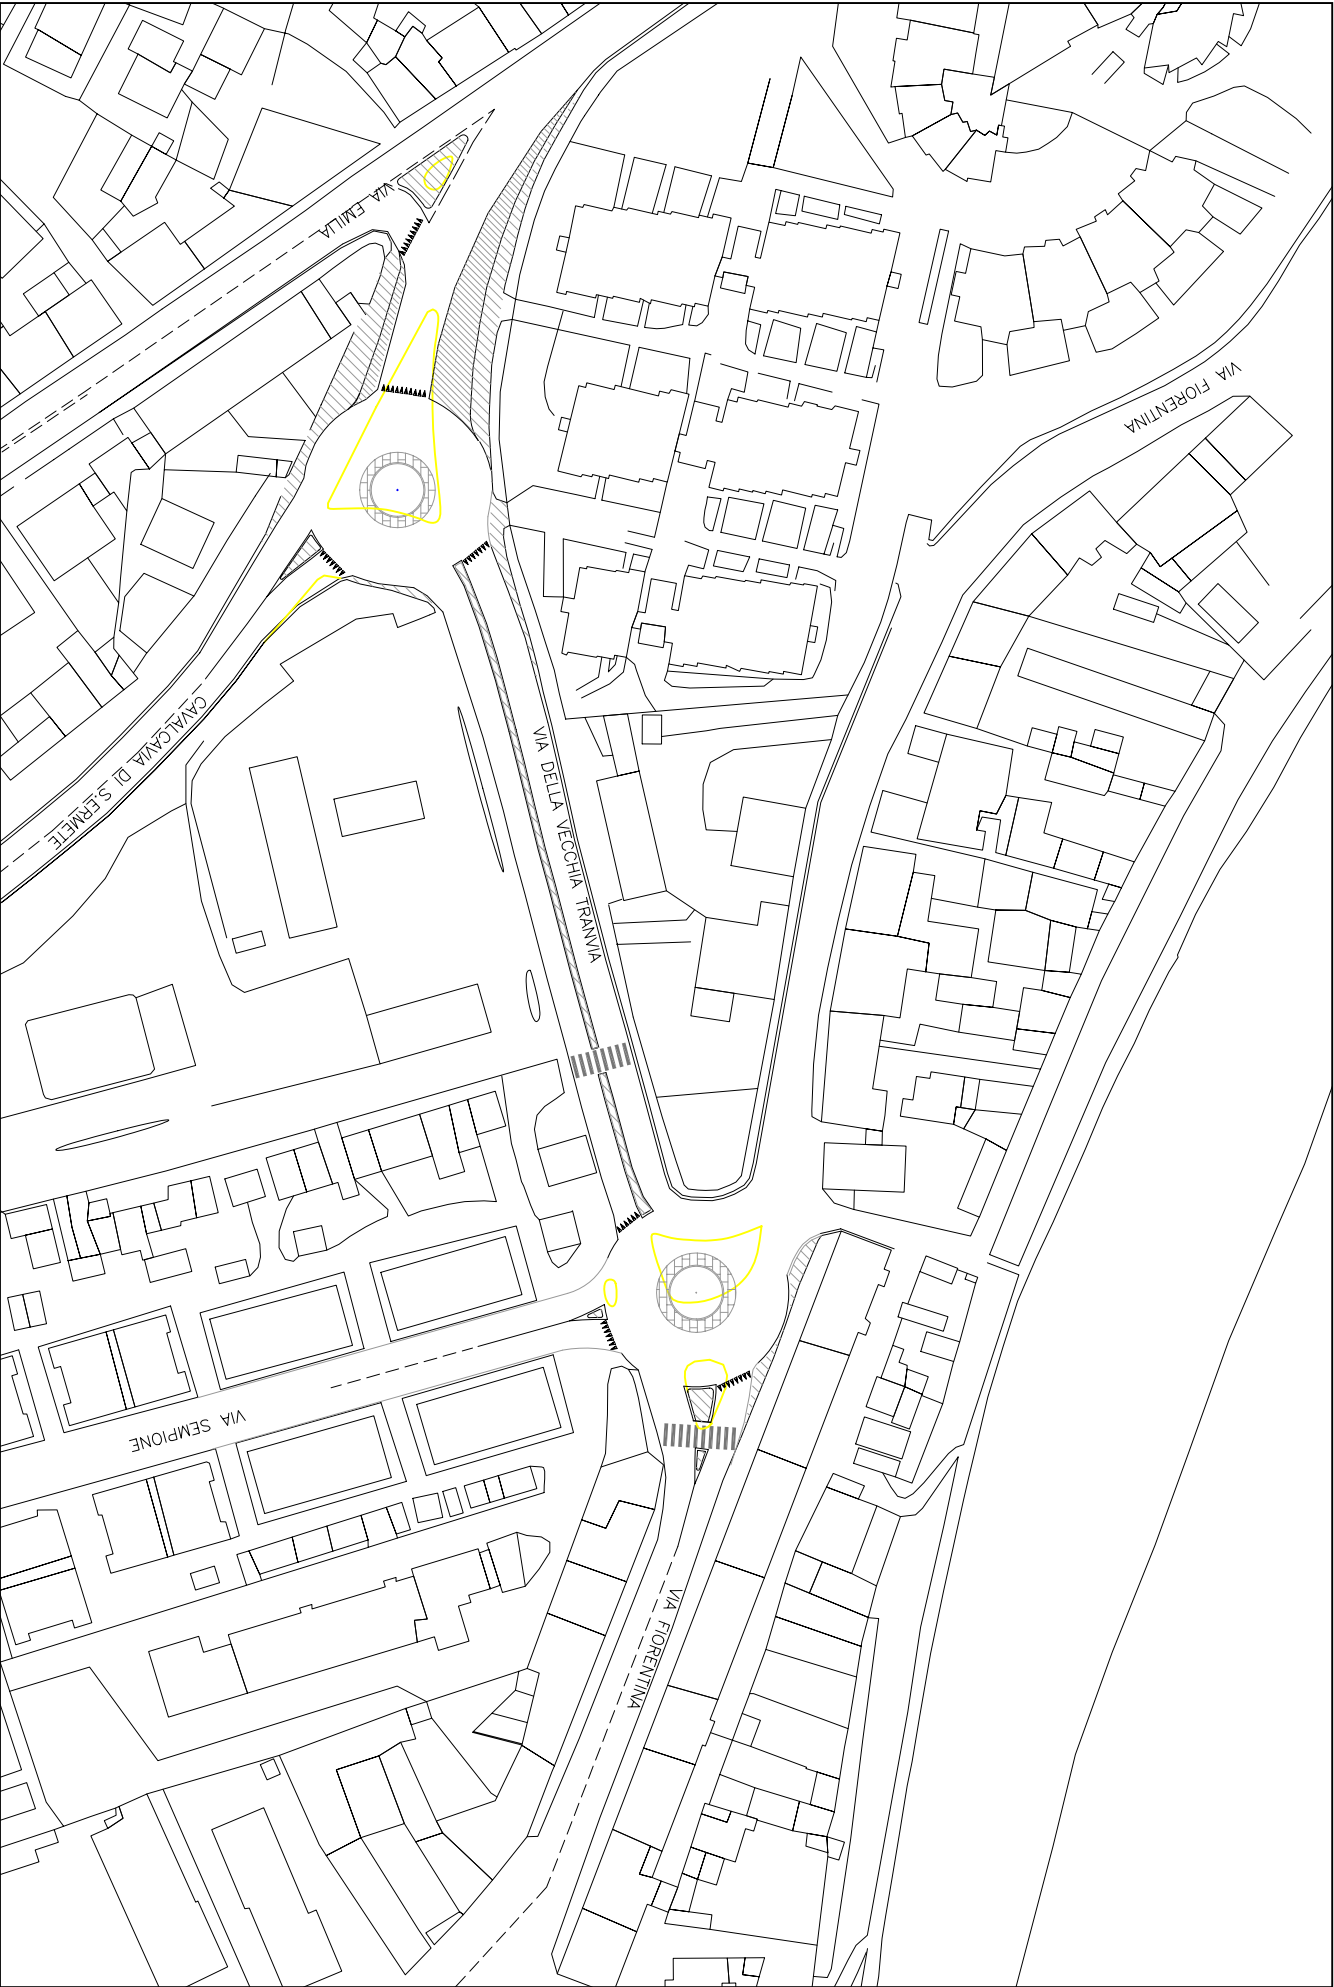 VIA EMILIA
VIA FIORENTINA
CAVALCAVIA DI S.ERMETE
VIA DELLA VECCHIA TRANVIA
VIA SEMPIONE
VIA FIORENTINA